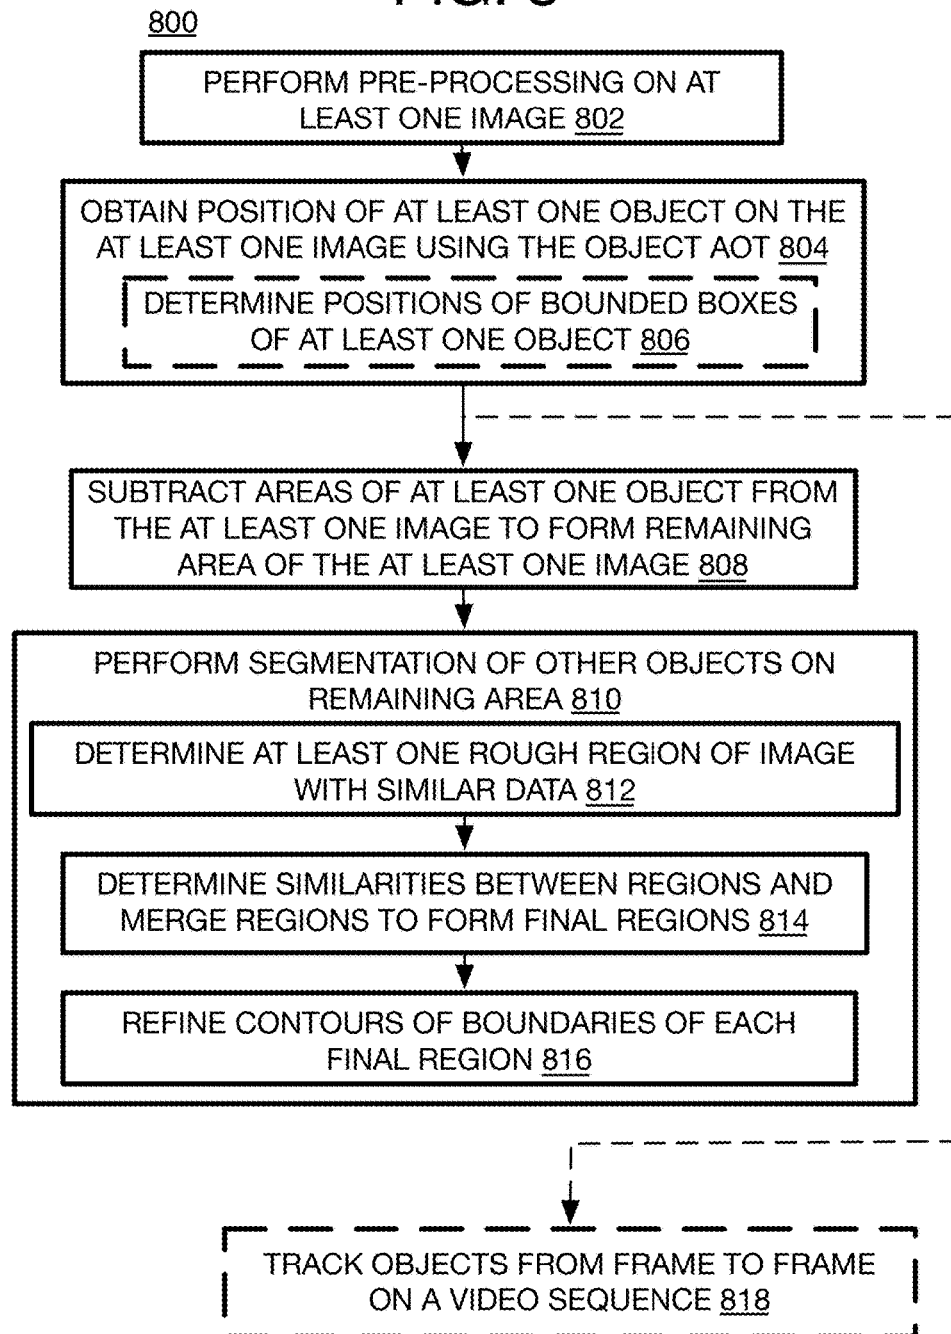 800
PERFORM PRE-PROCESSING ON AT
LEAST ONE IMAGE 802
OBTAIN POSITION OF AT LEAST ONE OBJECT ON THE
AT LEAST ONE IMAGE USING THE OBJECT AOT 804
DETERMINE POSITIONS OF BOUNDED BOXES
OF AT LEAST ONE OBJECT 806
SUBTRACT AREAS OF AT LEAST ONE OBJECT FROM
THE AT LEAST ONE IMAGE TO FORM REMAINING
AREA OF THE AT LEAST ONE IMAGE 808
PERFORM SEGMENTATION OF OTHER OBJECTS ON
REMAINING AREA 810
DETERMINE AT LEAST ONE ROUGH REGION OF IMAGE
WITH SIMILAR DATA 812
DETERMINE SIMILARITIES BETWEEN REGIONS AND
MERGE REGIONS TO FORM FINAL REGIONS 814
REFINE CONTOURS OF BOUNDARIES OF EACH
FINAL REGION 816
TRACK OBJECTS FROM FRAME TO FRAME
ON A VIDEO SEQUENCE 818